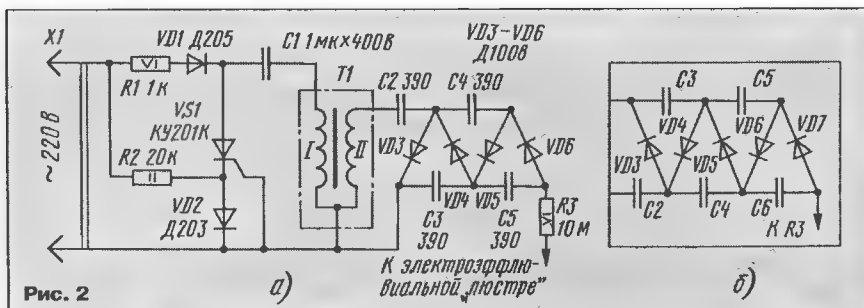 X1
VD1 Д205
C1 1мк×400В
VD3–VD6
Д1008
R1 1к
T1
C2 390
C4 390
VS1
КУ201К
~220В
R2 20к
I
II
VD3
VD6
VD2
Д203
C3
390
VD4
VD5
C5
390
R3
10 М
К электроэффлю-
виальной „люстре"
Рис. 2
а)
C3
C5
VD4
VD6
VD7
VD3
VD5
C2
C4
C6
К R3
б)